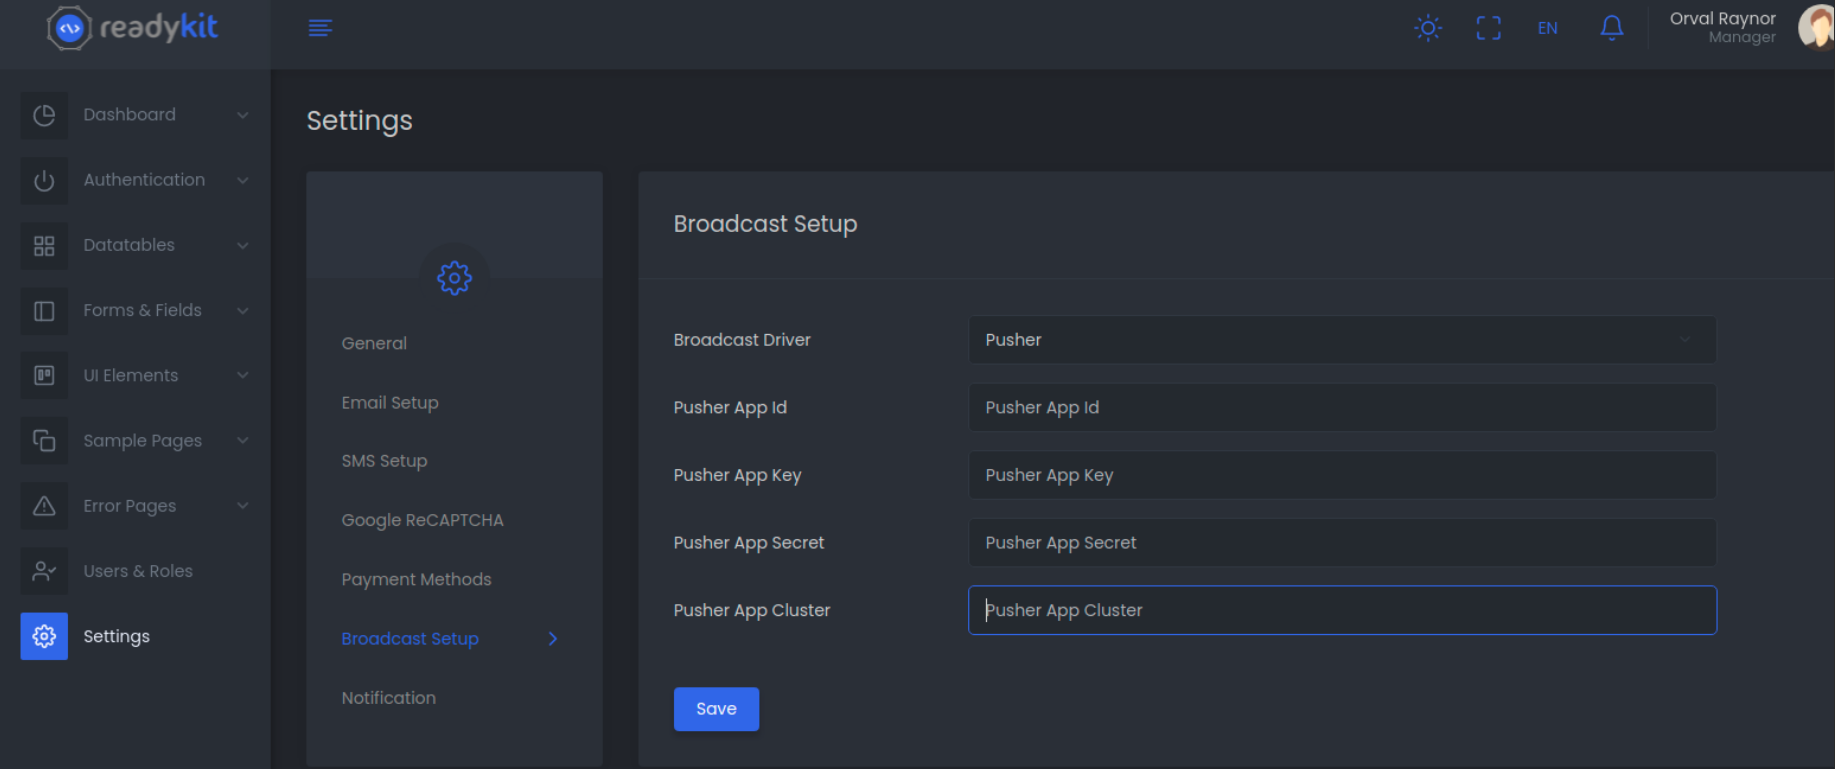 readykit
EN
Orval Raynor
Manager
Dashboard
Authentication
Datatables
Forms & Fields
UI Elements
Sample Pages
Error Pages
Users & Roles
Settings
Settings
General
Email Setup
SMS Setup
Google ReCAPTCHA
Payment Methods
Broadcast Setup
Notification
Broadcast Setup
Broadcast Driver
Pusher
Pusher App Id
Pusher App Id
Pusher App Key
Pusher App Key
Pusher App Secret
Pusher App Secret
Pusher App Cluster
Pusher App Cluster
Save